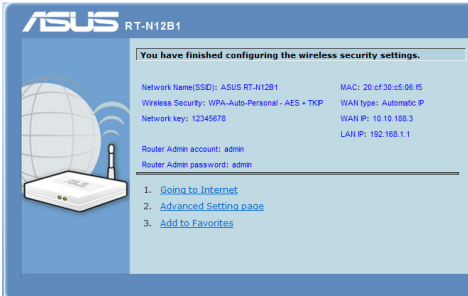 ASUS RT-N12B1
You have finished configuring the wireless security settings.
Network Name(SSID): ASUS RT-N12B1
MAC: 20:cf:30:c5:06:f5
Wireless Security: WPA-Auto-Personal - AES + TKIP
WAN type: Automatic IP
Network key: 12345678
WAN IP: 10.10.188.3
LAN IP: 192.168.1.1
Router Admin account: admin
Router Admin password: admin
1. Going to Internet
2. Advanced Setting page
3. Add to Favorites